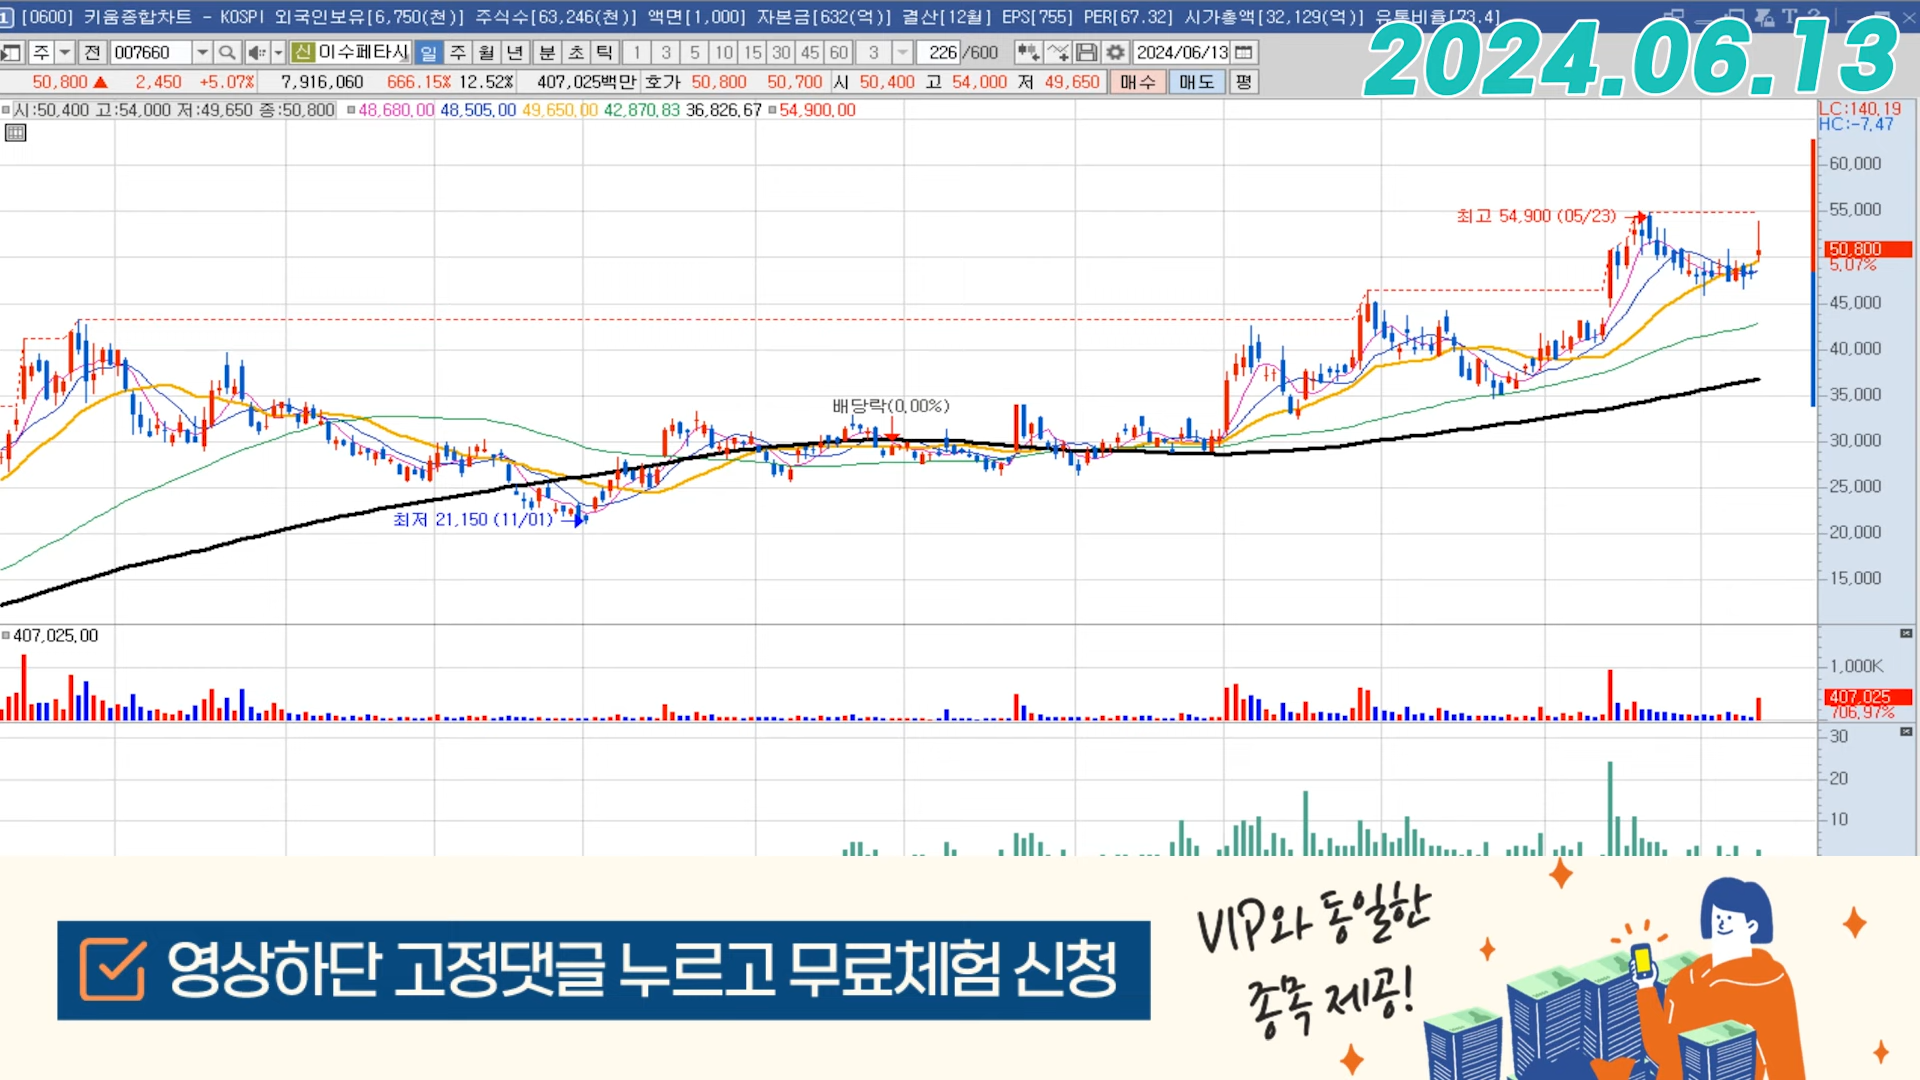 [0600] 키움종합차트 - KOSPI 외국인보유[6,750(천)] 주식수[63,246(천)] 액면[1,000] 자본금[632(억)] 결산[12월] EPS[755] PER[67.32] 시가총액[32,129(억)] 유통비율[73.4]
2024.06.13
주 전 007660 신 이수페타시 일 주 월 년 분 초 틱 1 3 5 10 15 30 45 60 3 226 /600 2024/06/13
50,800 ▲ 2,450 +5.07% 7,916,060 666.15% 12.52% 407,025백만 호가 50,800 50,700 시 50,400 고 54,000 저 49,650 매수 매도 평
시:50,400 고:54,000 저:49,650 종:50,800 48,680.00 48,505.00 49,650.00 42,870.83 36,826.67 54,900.00
LC:140.19
HC:-7.47
60,000
최고 54,900 (05/23)
55,000
50,800
5.07%
45,000
40,000
35,000
배당락(0.00%)
30,000
25,000
최저 21,150 (11/01)
20,000
15,000
407,025.00
1,000K
407,025
706.97%
30
20
10
영상하단 고정댓글 누르고 무료체험 신청
VIP와 동일한
종목 제공!